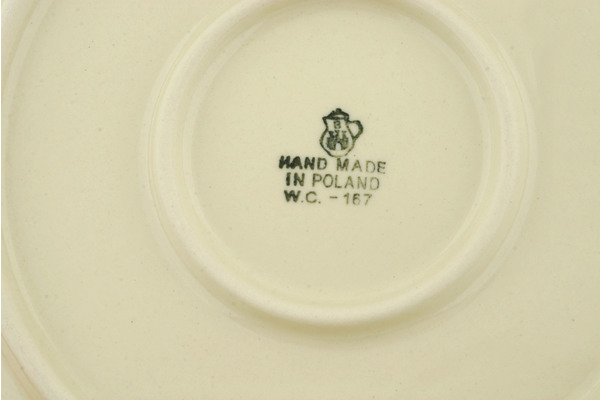 B
HAND MADE
IN POLAND
W.C. - 167